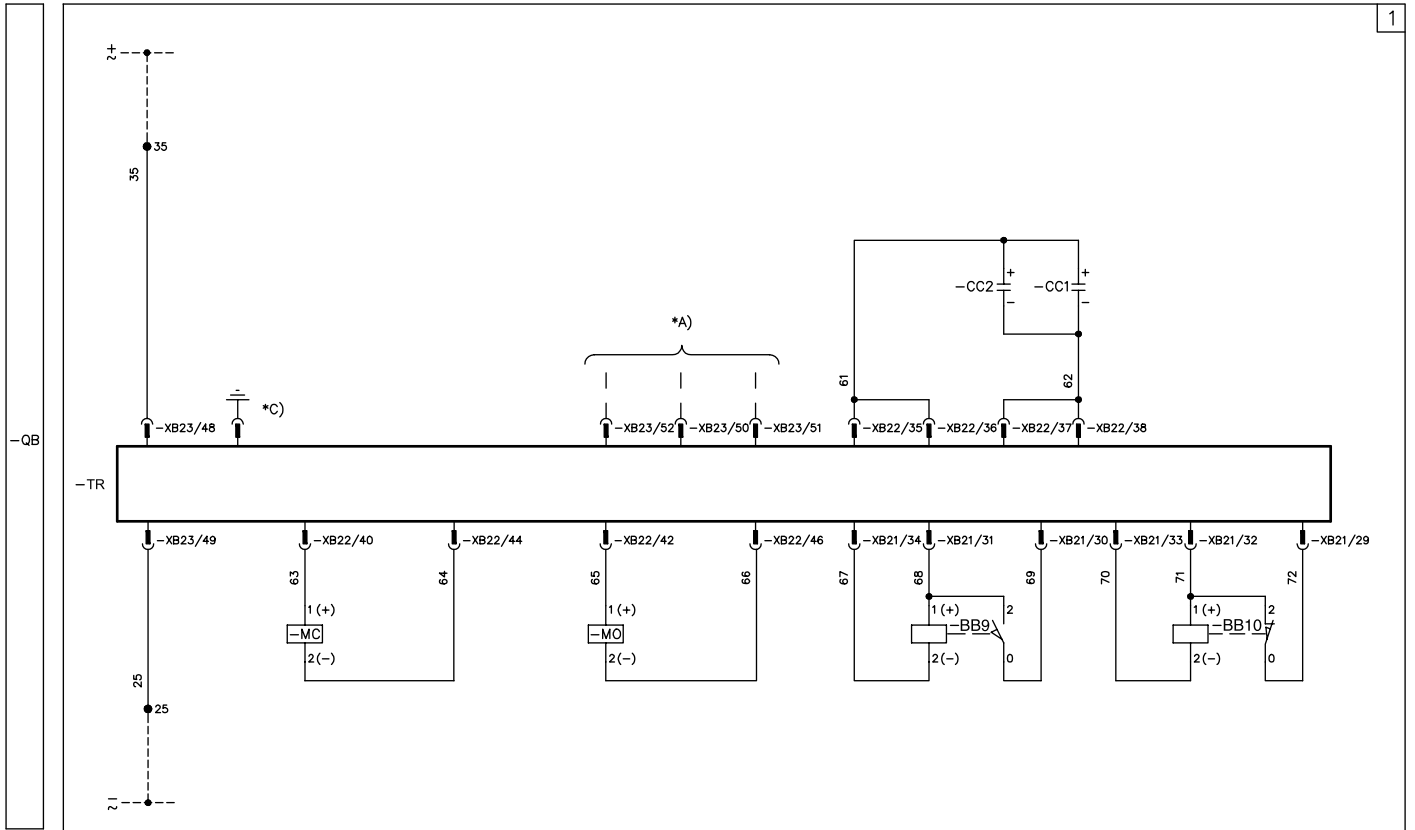 1
+
~
35
35
-CC2
+
-
-CC1
+
-
*A)
61
62
*C)
-XB23/48
-XB23/52
-XB23/50
-XB23/51
-XB22/35
-XB22/36
-XB22/37
-XB22/38
-QB
-TR
-XB23/49
-XB22/40
-XB22/44
-XB22/42
-XB22/46
-XB21/34
-XB21/31
-XB21/30
-XB21/33
-XB21/32
-XB21/29
63
64
65
66
67
68
69
70
71
72
1(+)
-MC
2(-)
1(+)
-MO
2(-)
1(+)
2
-BB9
2(-)
0
1(+)
2
-BB10
2(-)
0
25
25
-
~